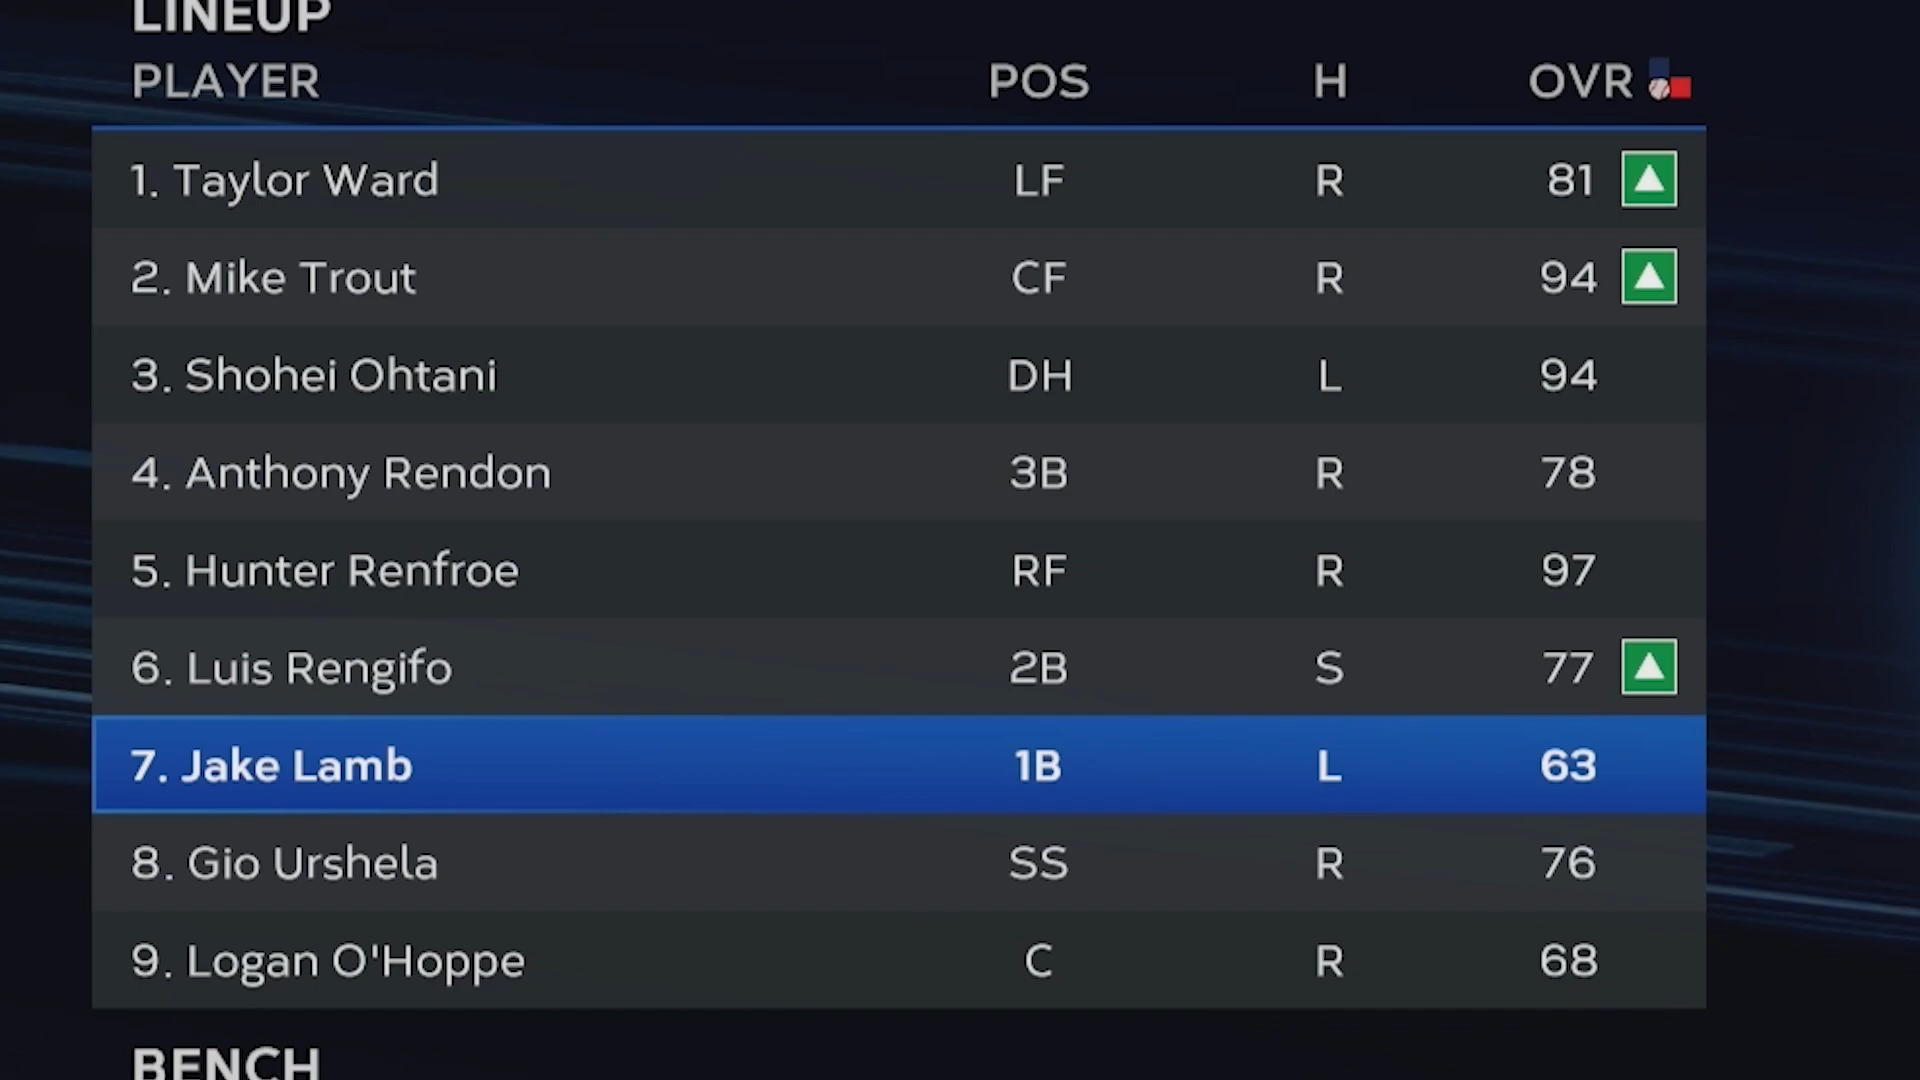 LINEUP
PLAYER POS H OVR
1. Taylor Ward LF R 81
2. Mike Trout CF R 94
3. Shohei Ohtani DH L 94
4. Anthony Rendon 3B R 78
5. Hunter Renfroe RF R 97
6. Luis Rengifo 2B S 77
7. Jake Lamb 1B L 63
8. Gio Urshela SS R 76
9. Logan O'Hoppe C R 68
BENCH